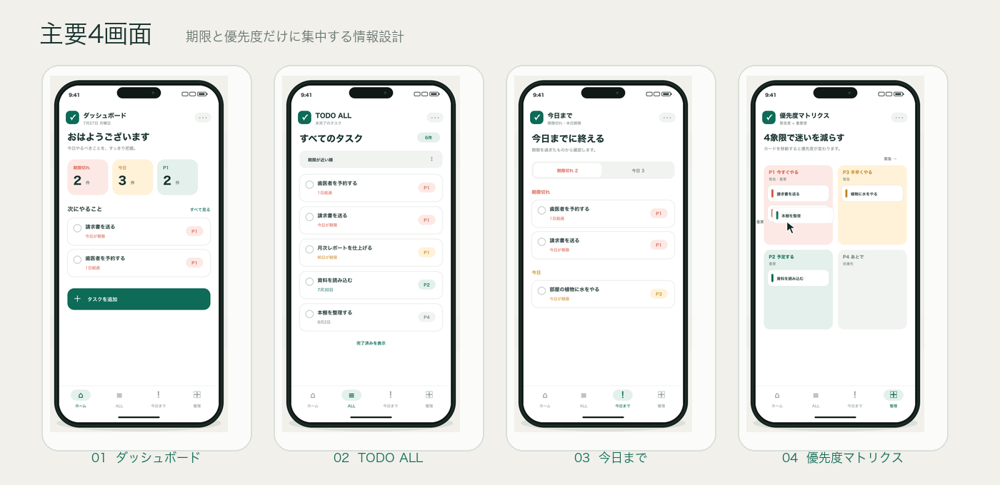 主要4画面
期限と優先度だけに集中する情報設計
9:41
ダッシュボード
7月27日 月曜日
おはようございます
今日やるべきことを、すっきり把握。
期限切れ
2 件
今日
3 件
P1
2 件
次にやること
すべて見る
請求書を送る
今日が期限
P1
歯医者を予約する
1日超過
P1
タスクを追加
ホーム
ALL
今日まで
整理
01 ダッシュボード
9:41
TODO ALL
未完了のタスク
すべてのタスク
6件
期限が近い順
歯医者を予約する
1日超過
P1
請求書を送る
今日が期限
P1
月次レポートを仕上げる
明日が期限
P1
資料を読み込む
7月30日
P2
本棚を整理する
8月2日
P4
完了済みを表示
ホーム
ALL
今日まで
整理
02 TODO ALL
9:41
今日まで
期限切れ・本日期限
今日までに終える
期限を過ぎたものから確認します。
期限切れ 2
今日 3
期限切れ
歯医者を予約する
1日超過
P1
請求書を送る
今日が期限
P1
今日
部屋の植物に水をやる
今日が期限
P3
ホーム
ALL
今日まで
整理
03 今日まで
9:41
優先度マトリクス
緊急度 × 重要度
4象限で迷いを減らす
カードを移動すると優先度が変わります。
緊急 →
重要
P1 今すぐやる
緊急・重要
請求書を送る
本棚を整理
P3 手早くやる
緊急
植物に水をやる
P2 予定する
重要
資料を読み込む
P4 あとで
低優先
ホーム
ALL
今日まで
整理
04 優先度マトリクス